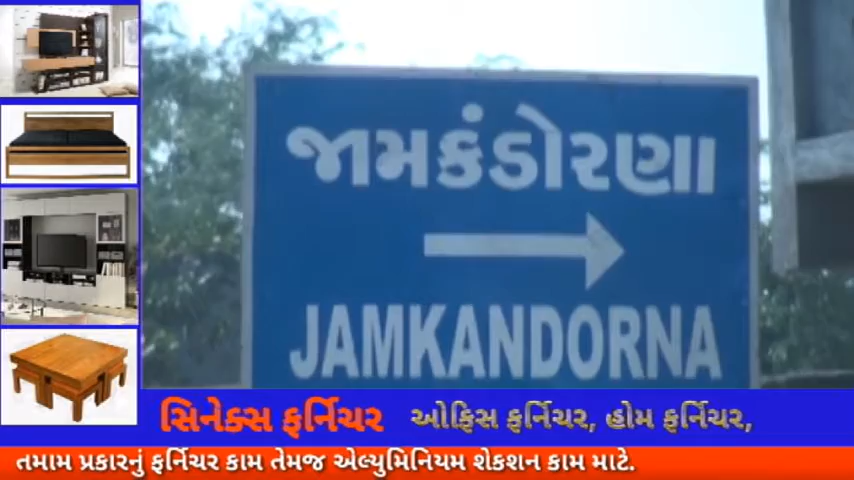 જામકંડોરણા
JAMKANDORNA
સિનેક્સ ફર્નિચર ઓફિસ ફર્નિચર, હોમ ફર્નિચર,
તમામ પ્રકારનું ફર્નિચર કામ તેમજ એલ્યુમિનિયમ શેકશન કામ માટે.